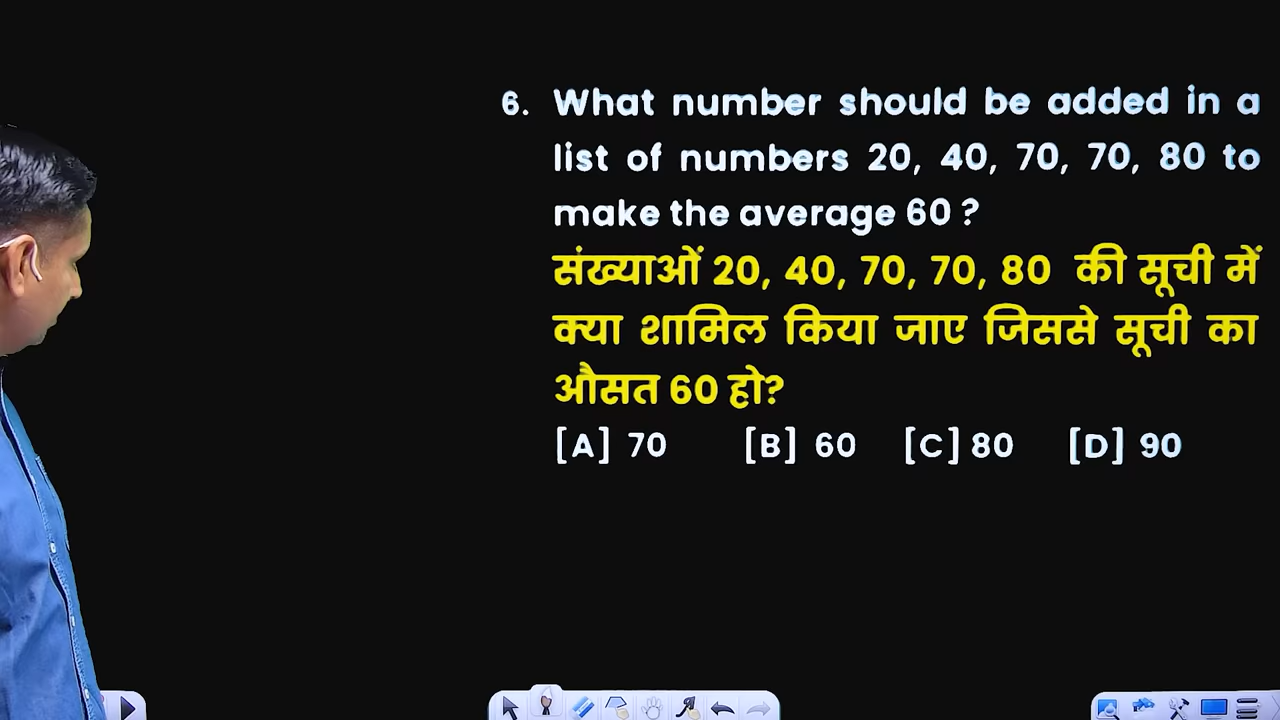 6. What number should be added in a
list of numbers 20, 40, 70, 70, 80 to
make the average 60 ?
संख्याओं 20, 40, 70, 70, 80 की सूची में
क्या शामिल किया जाए जिससे सूची का
औसत 60 हो?
[A] 70 [B] 60 [C] 80 [D] 90